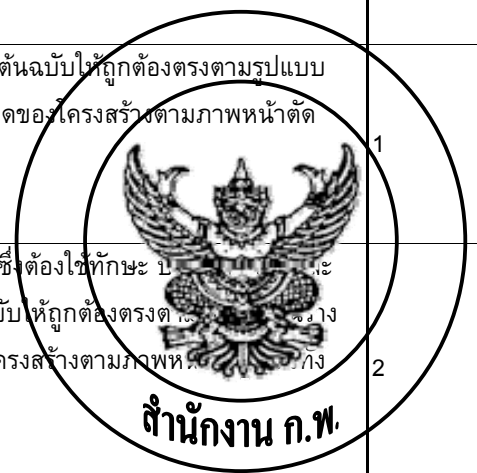 ต้นฉบับให้ถูกต้องตรงตามรูปแบบ
ดของโครงสร้างตามภาพหน้าตัด
1
ซึ่งต้องใช้ทักษะ
ับให้ถูกต้องตรงต
ครงสร้างตามภาพห
2
สำนักงาน ก.พ.